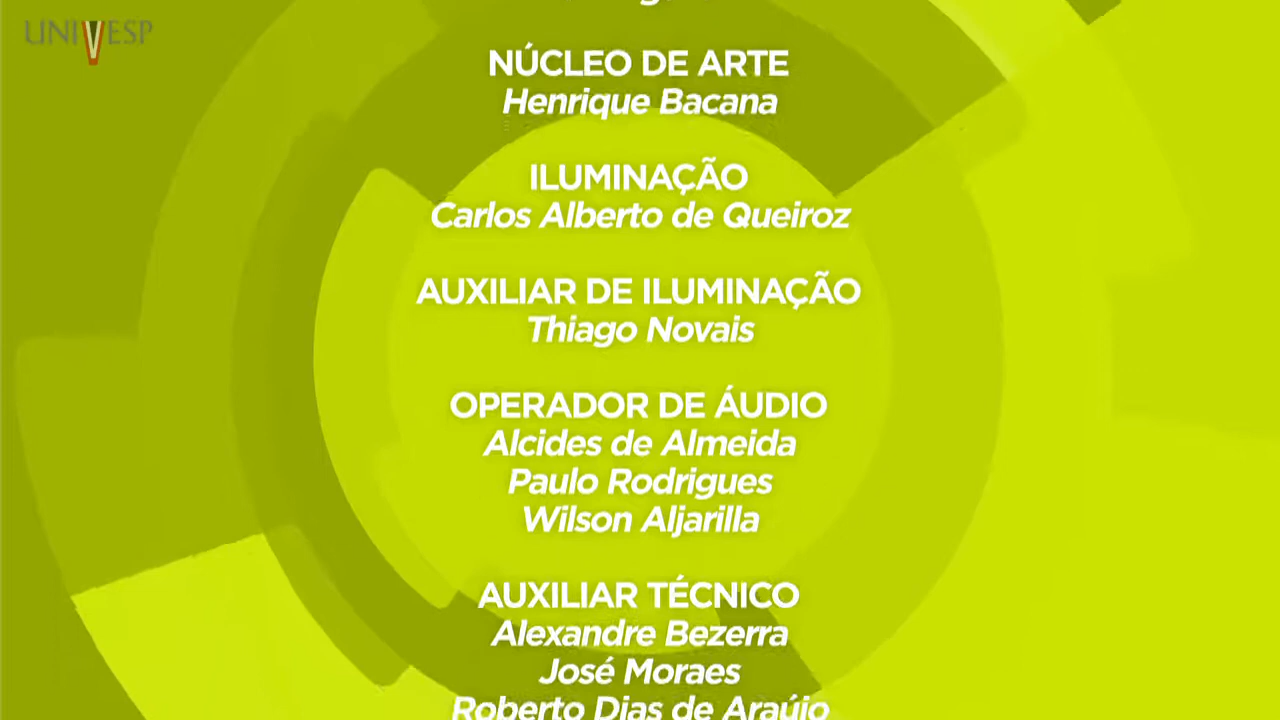 UNIVESP
NÚCLEO DE ARTE
Henrique Bacana
ILUMINAÇÃO
Carlos Alberto de Queiroz
AUXILIAR DE ILUMINAÇÃO
Thiago Novais
OPERADOR DE ÁUDIO
Alcides de Almeida
Paulo Rodrigues
Wilson Aljarilla
AUXILIAR TÉCNICO
Alexandre Bezerra
José Moraes
Roberto Dias de Araújo